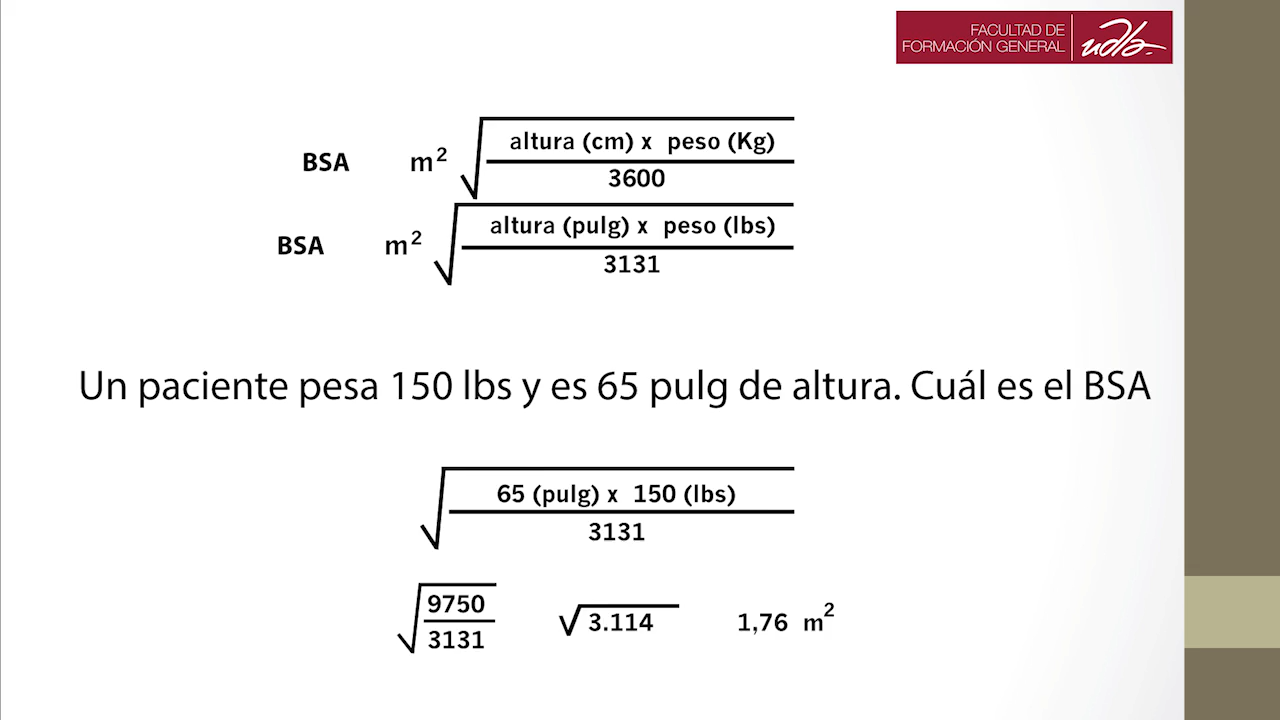 FACULTAD DE
FORMACIÓN GENERAL
udla-
BSA m² √ altura (cm) x peso (Kg)
3600
BSA m² √ altura (pulg) x peso (lbs)
3131
Un paciente pesa 150 lbs y es 65 pulg de altura. Cuál es el BSA
√ 65 (pulg) x 150 (lbs)
3131
√ 9750
3131
√ 3.114
1,76 m²